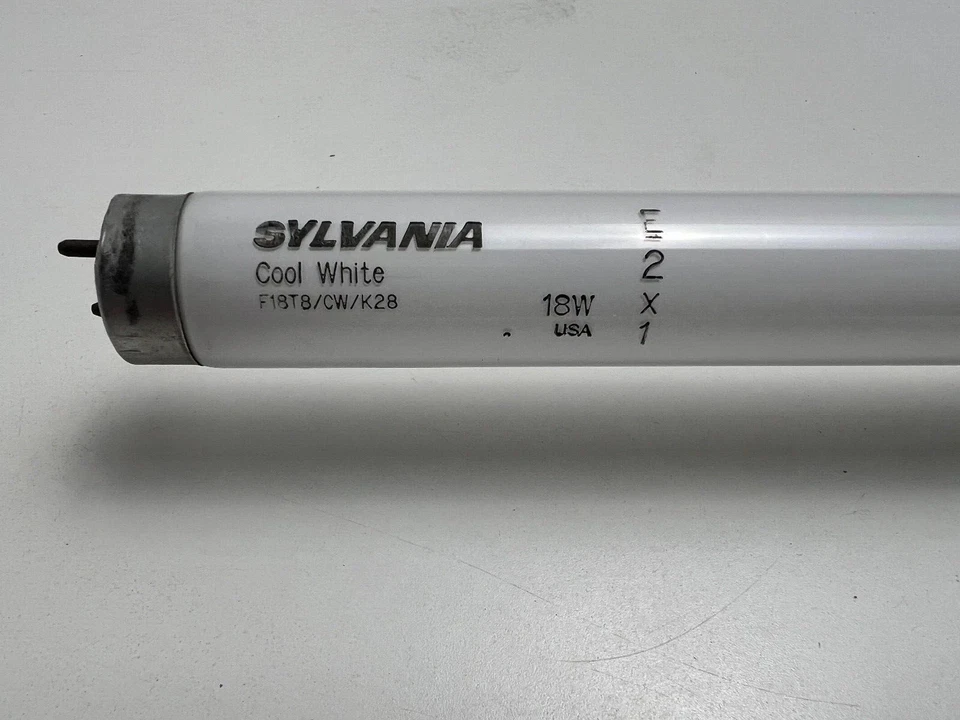 SYLVANIA
Cool White
F18T8/CW/K28
18W
USA
E
2
X
1